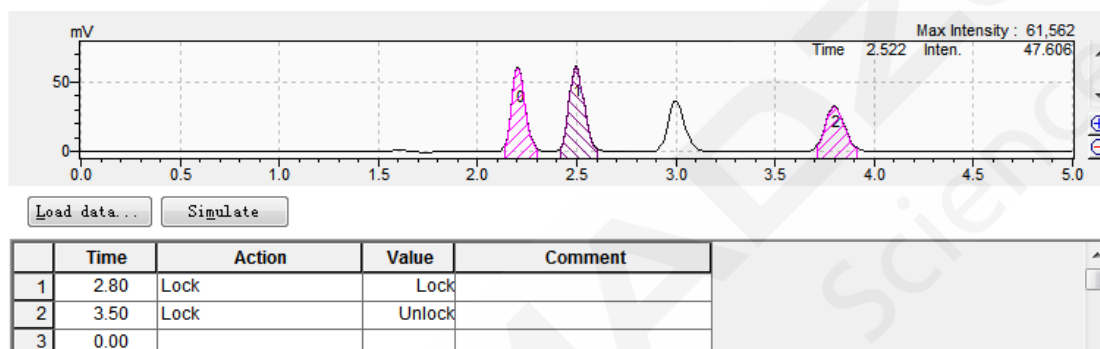 mV
Max Intensity : 61,562
Time 2.522 Inten. 47.606
50
0
0
1
2
0.0 0.5 1.0 1.5 2.0 2.5 3.0 3.5 4.0 4.5 5.0
Load data... Simulate
Time Action Value Comment
1 2.80 Lock Lock
2 3.50 Lock Unlock
3 0.00
Science